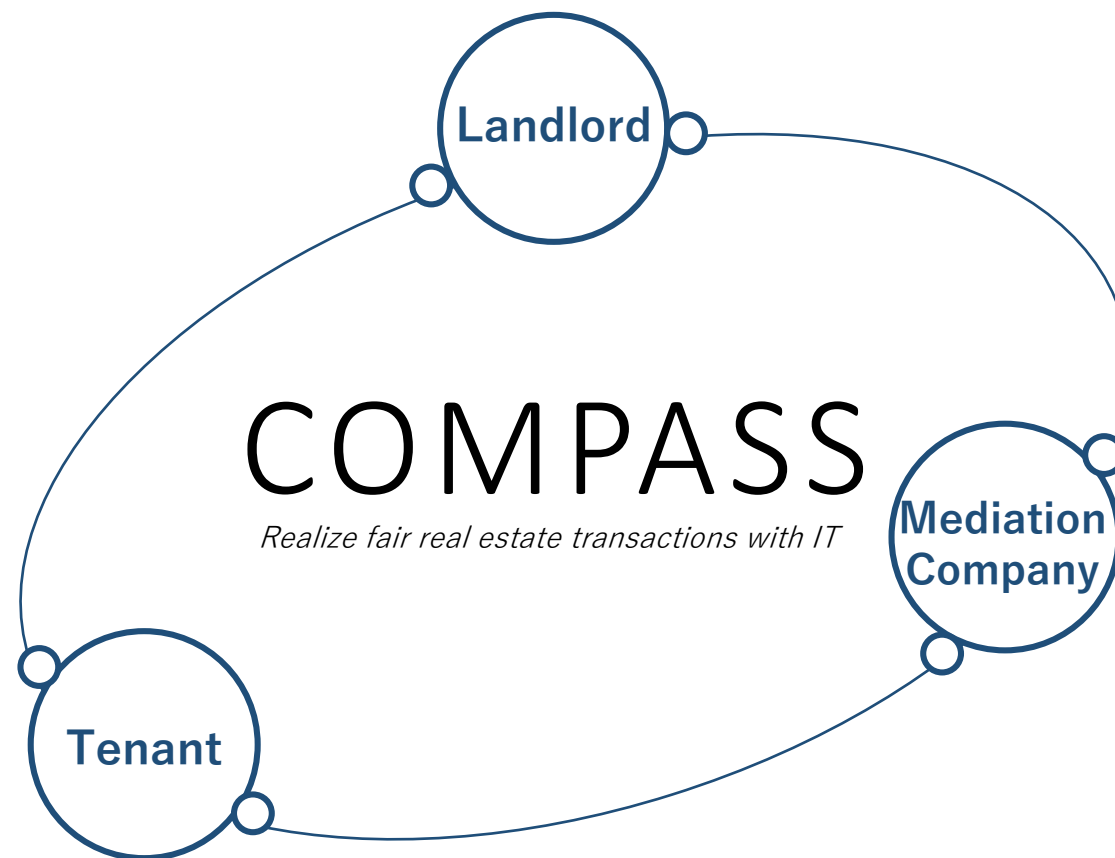 Landlord
COMPASS
Realize fair real estate transactions with IT
Mediation
Company
Tenant